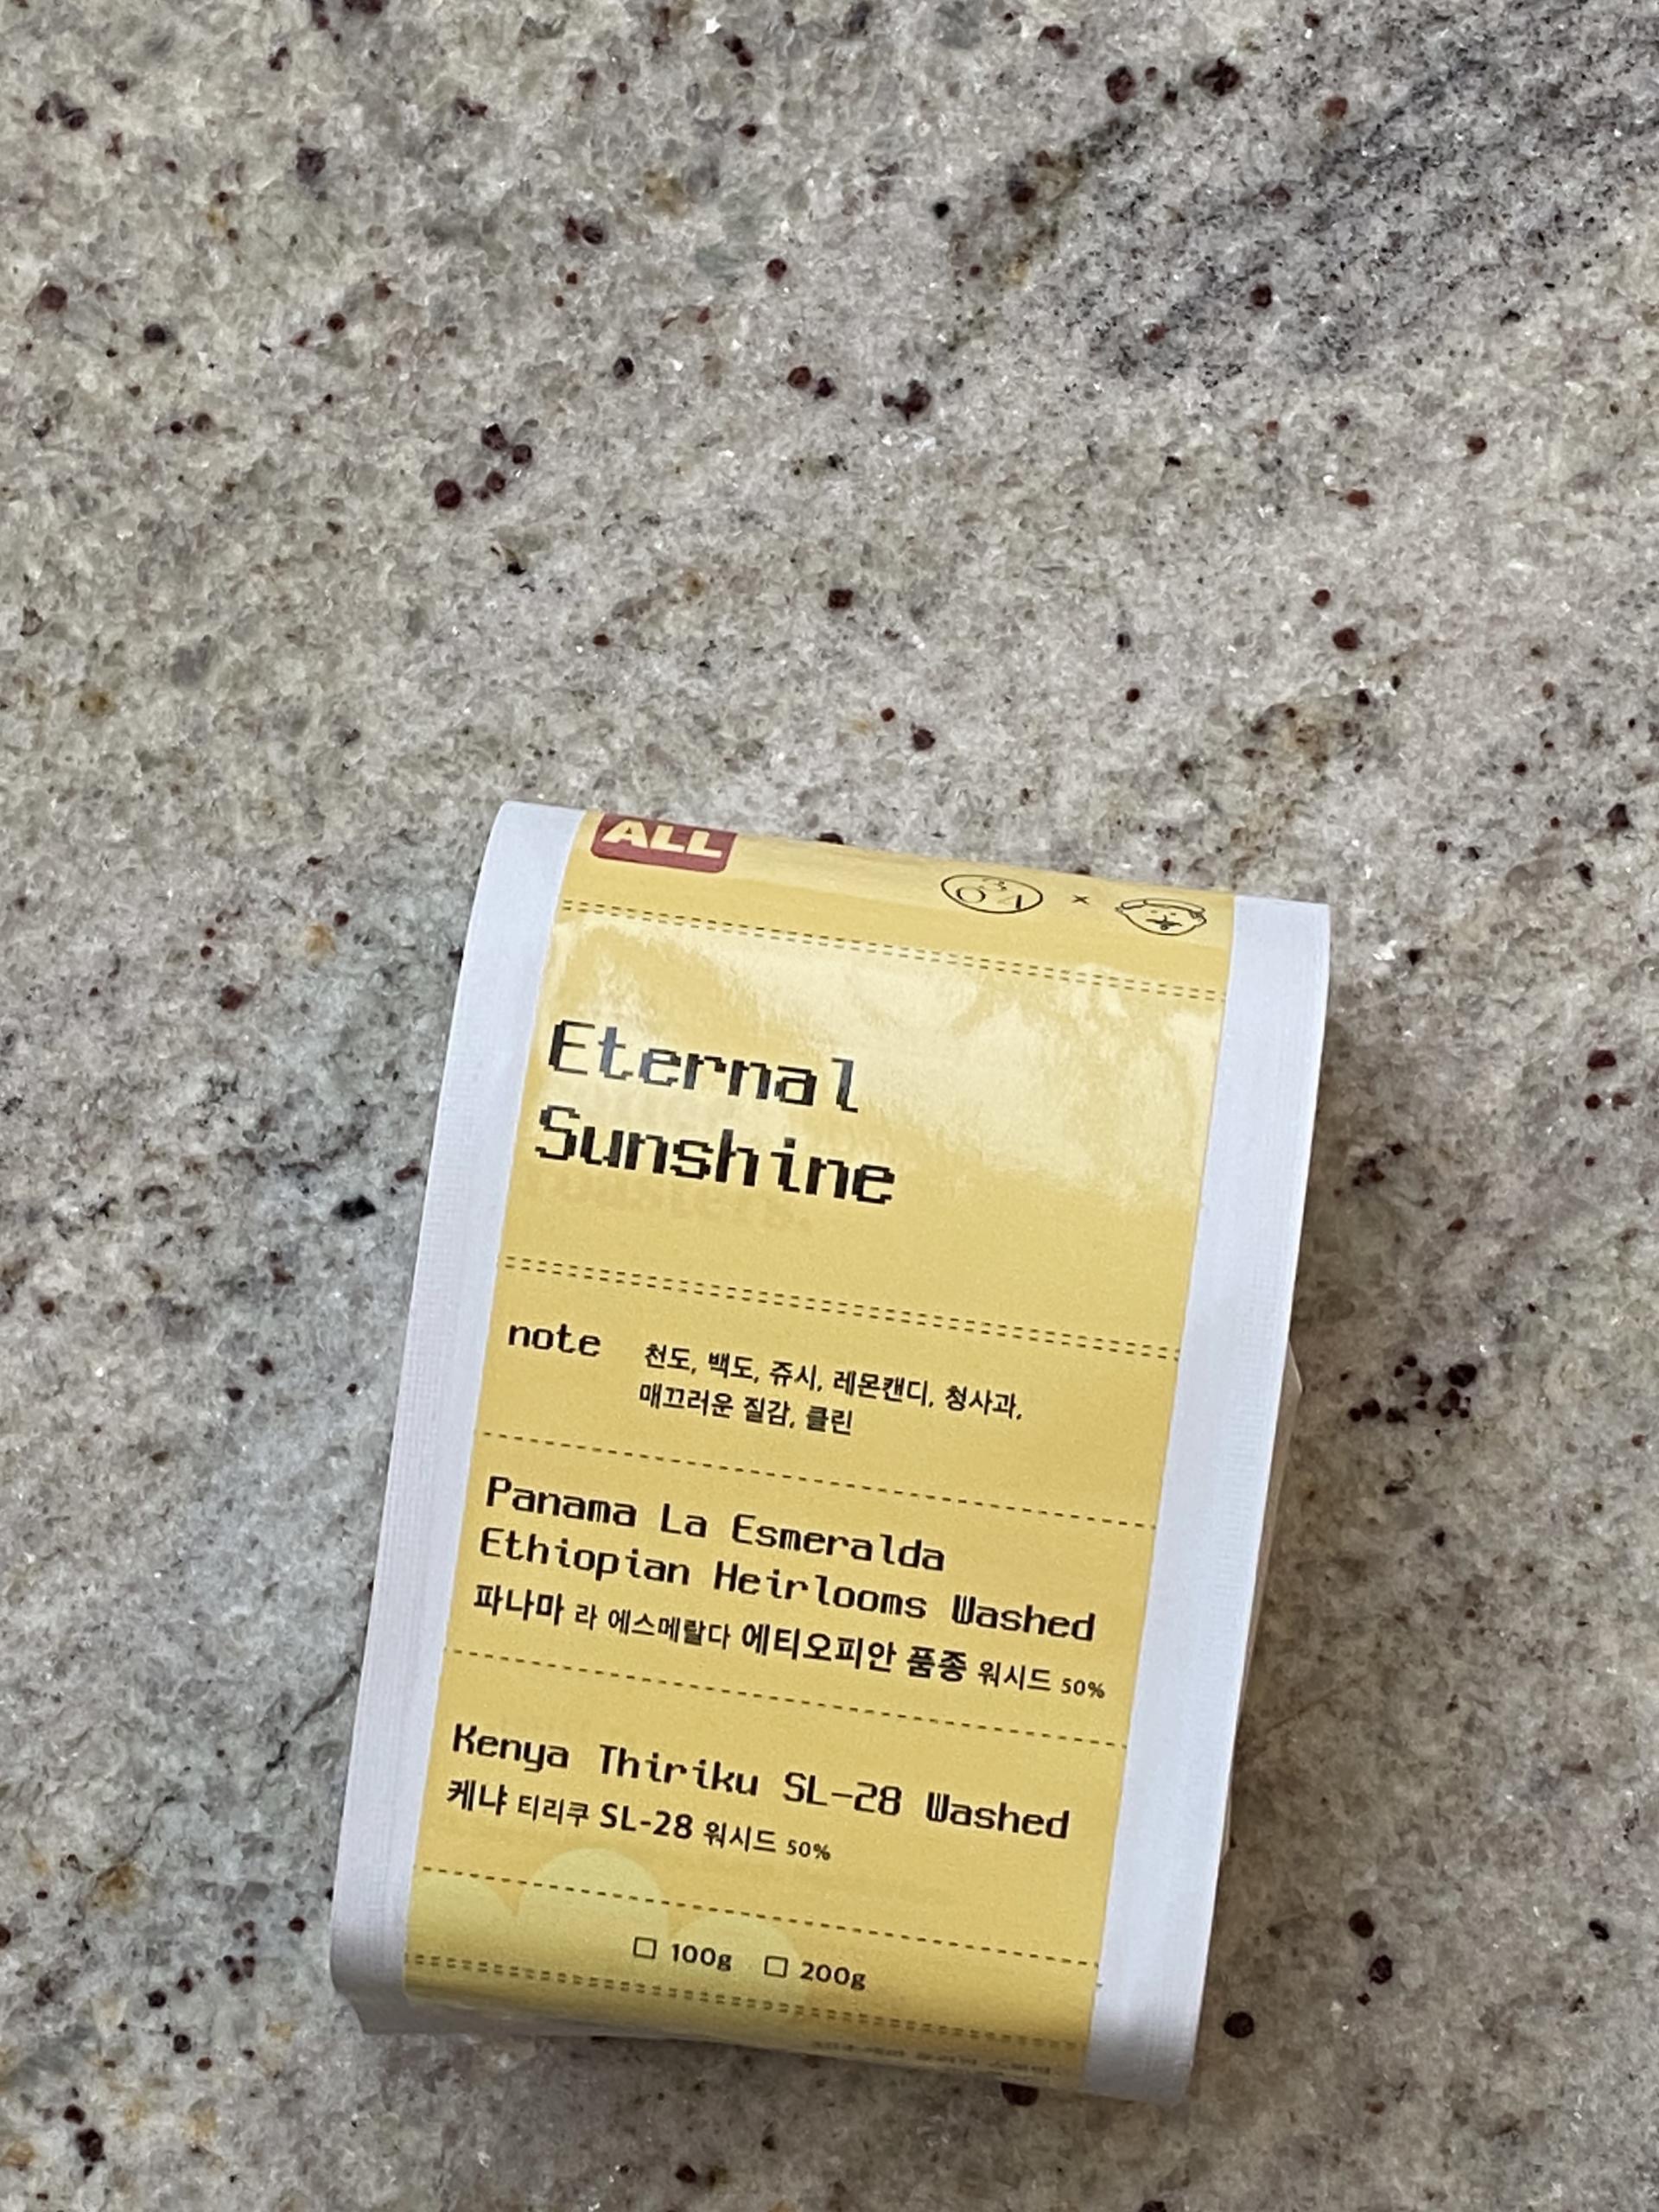 ALL
×
Eternal
Sunshine
note
천도, 백도, 쥬시, 레몬캔디, 청사과,
매끄러운 질감, 클린
Panama La Esmeralda
Ethiopian Heirlooms Washed
파나마 라 에스메랄다 에티오피안 품종 워시드 50%
Kenya Thiriku SL-28 Washed
케냐 티리쿠 SL-28 워시드 50%
☐ 100g ☐ 200g